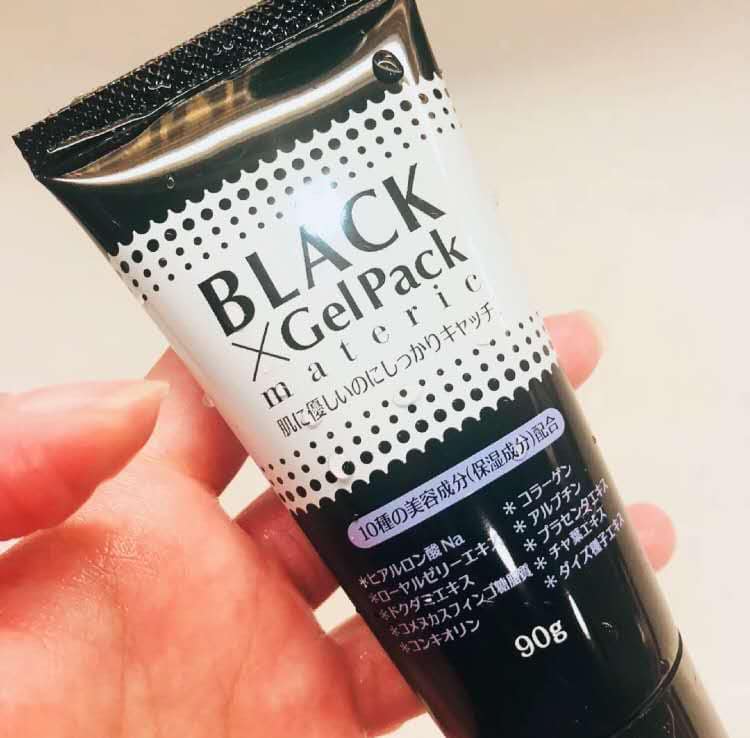 BLACK
×GelPack
materic
肌に優しいのにしっかりキャッチ
10種の美容成分(保湿成分)配合
*ヒアルロン酸Na
*ローヤルゼリーエキス
*ドクダミエキス
*コメヌカスフィンゴ糖脂質
*コンキオリン
*コラーゲン
*アルブチン
*プラセンタエキス
*チャ葉エキス
*ダイズ種子エキス
90g